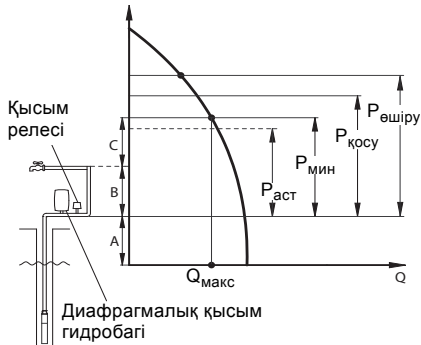 Қысым
релесі
C
B
A
Pөшіру
Pқосу
Pмин
Pаст
Qмакс
Q
Диафрагмалық қысым
гидробагі